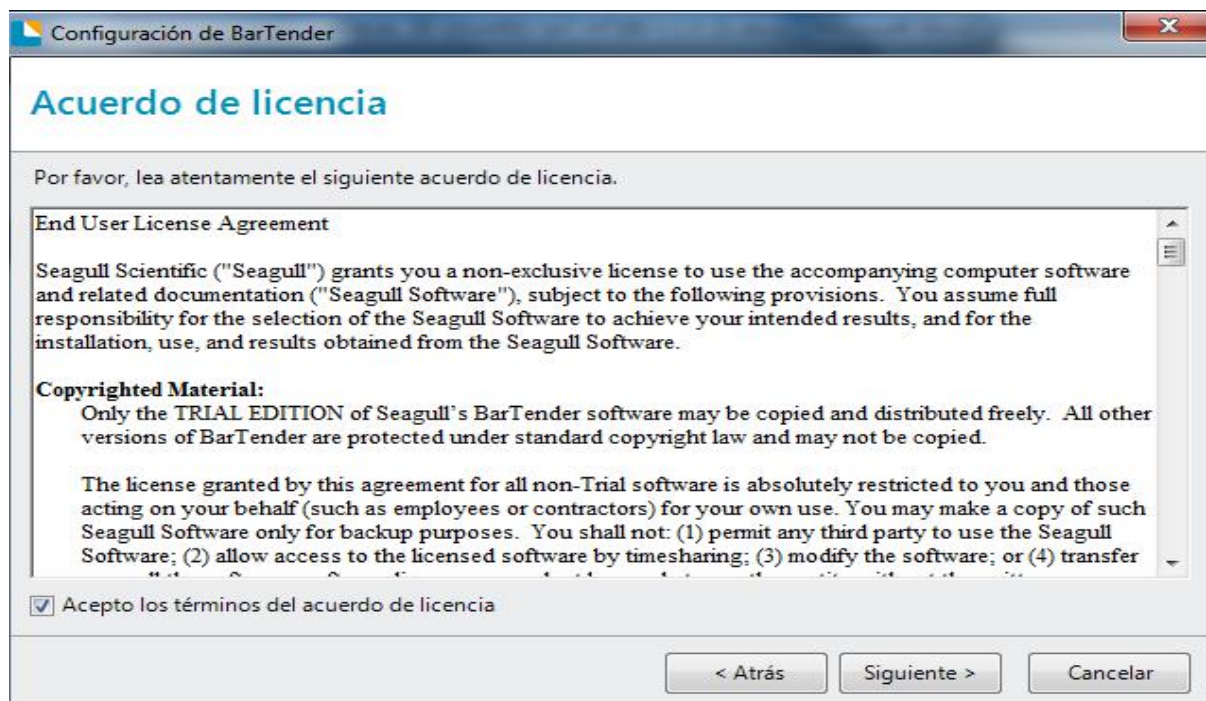 Configuración de BarTender
Acuerdo de licencia
Por favor, lea atentamente el siguiente acuerdo de licencia.
End User License Agreement
Seagull Scientific ("Seagull") grants you a non-exclusive license to use the accompanying computer software
and related documentation ("Seagull Software"), subject to the following provisions.  You assume full
responsibility for the selection of the Seagull Software to achieve your intended results, and for the
installation, use, and results obtained from the Seagull Software.
Copyrighted Material:
Only the TRIAL EDITION of Seagull's BarTender software may be copied and distributed freely.  All other
versions of BarTender are protected under standard copyright law and may not be copied.
The license granted by this agreement for all non-Trial software is absolutely restricted to you and those
acting on your behalf (such as employees or contractors) for your own use. You may make a copy of such
Seagull Software only for backup purposes.  You shall not: (1) permit any third party to use the Seagull
Software; (2) allow access to the licensed software by timesharing; (3) modify the software; or (4) transfer
Acepto los términos del acuerdo de licencia
< Atrás
Siguiente >
Cancelar